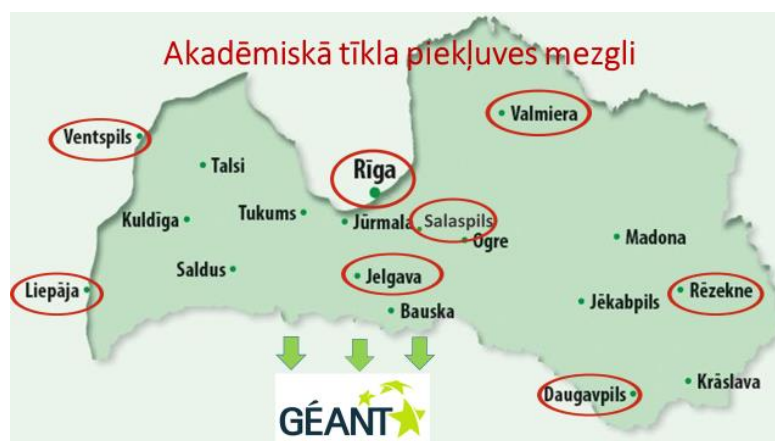 Akadēmiskā tīkla piekļuves mezgli
Valmiera
Ventspils
Rīga
Talsi
Kuldīga
Tukums
Jūrmala
Salaspils
Ogre
Madona
Saldus
Jelgava
Liepāja
Rēzekne
Jēkabpils
Bauska
Krāslava
Daugavpils
GÉANT